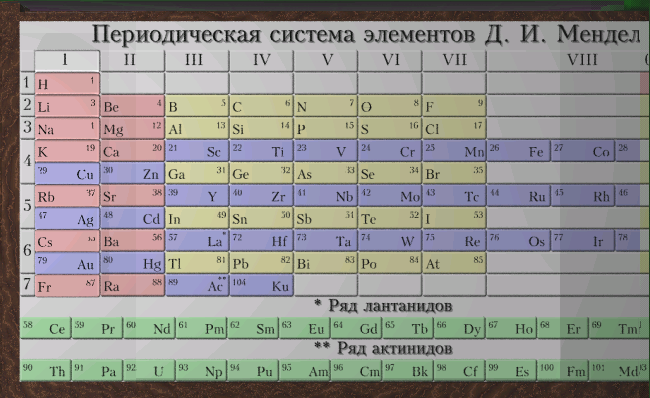 Периодическая система элементов Д. И. Мендел
I II III IV V VI VII VIII
1 H 1
2 Li 3 Be 4 B 5 C 6 N 7 O 8 F 9
3 Na 1 Mg 12 Al 13 Si 14 P 15 S 16 Cl 17
4 K 19 Ca 20 21 Sc 22 Ti 23 V 24 Cr 25 Mn 26 Fe 27 Co 28
29 Cu 30 Zn Ga 31 Ge 32 As 33 Se 34 Br 35
5 Rb 37 Sr 38 39 Y 40 Zr 41 Nb 42 Mo 43 Tc 44 Ru 45 Rh 46
47 Ag 48 Cd In 49 Sn 50 Sb 51 Te 52 I 53
6 Cs 55 Ba 56 57 La* 72 Hf 73 Ta 74 W 75 Re 76 Os 77 Ir 78
79 Au 80 Hg Tl 81 Pb 82 Bi 83 Po 84 At 85
7 Fr 87 Ra 88 89 Ac** 104 Ku
* Ряд лантанидов
58 Ce 59 Pr 60 Nd 61 Pm 62 Sm 63 Eu 64 Gd 65 Tb 66 Dy 67 Ho 68 Er 69 Tm
** Ряд актинидов
90 Th 91 Pa 92 U 93 Np 94 Pu 95 Am 96 Cm 97 Bk 98 Cf 99 Es 100 Fm 101 Md